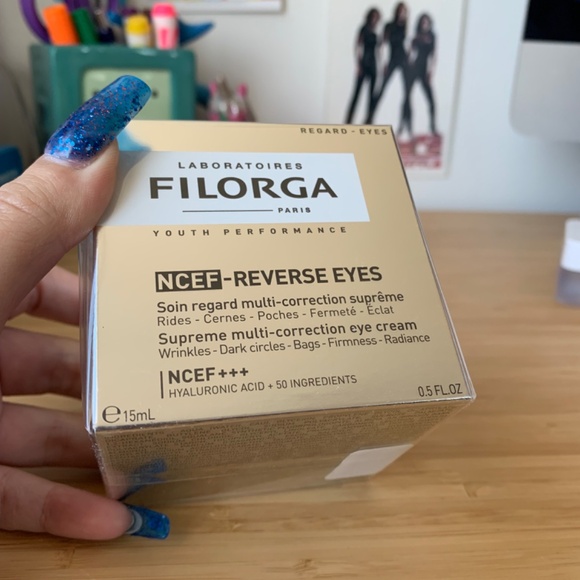 REGARD - EYES
LABORATOIRES
FILORGA
PARIS
YOUTH PERFORMANCE
NCEF-REVERSE EYES
Soin regard multi-correction suprême
Rides - Cernes - Poches - Fermeté - Éclat
Supreme multi-correction eye cream
Wrinkles - Dark circles - Bags - Firmness - Radiance
NCEF+++
HYALURONIC ACID + 50 INGREDIENTS
℮15mL
0.5 FL.OZ